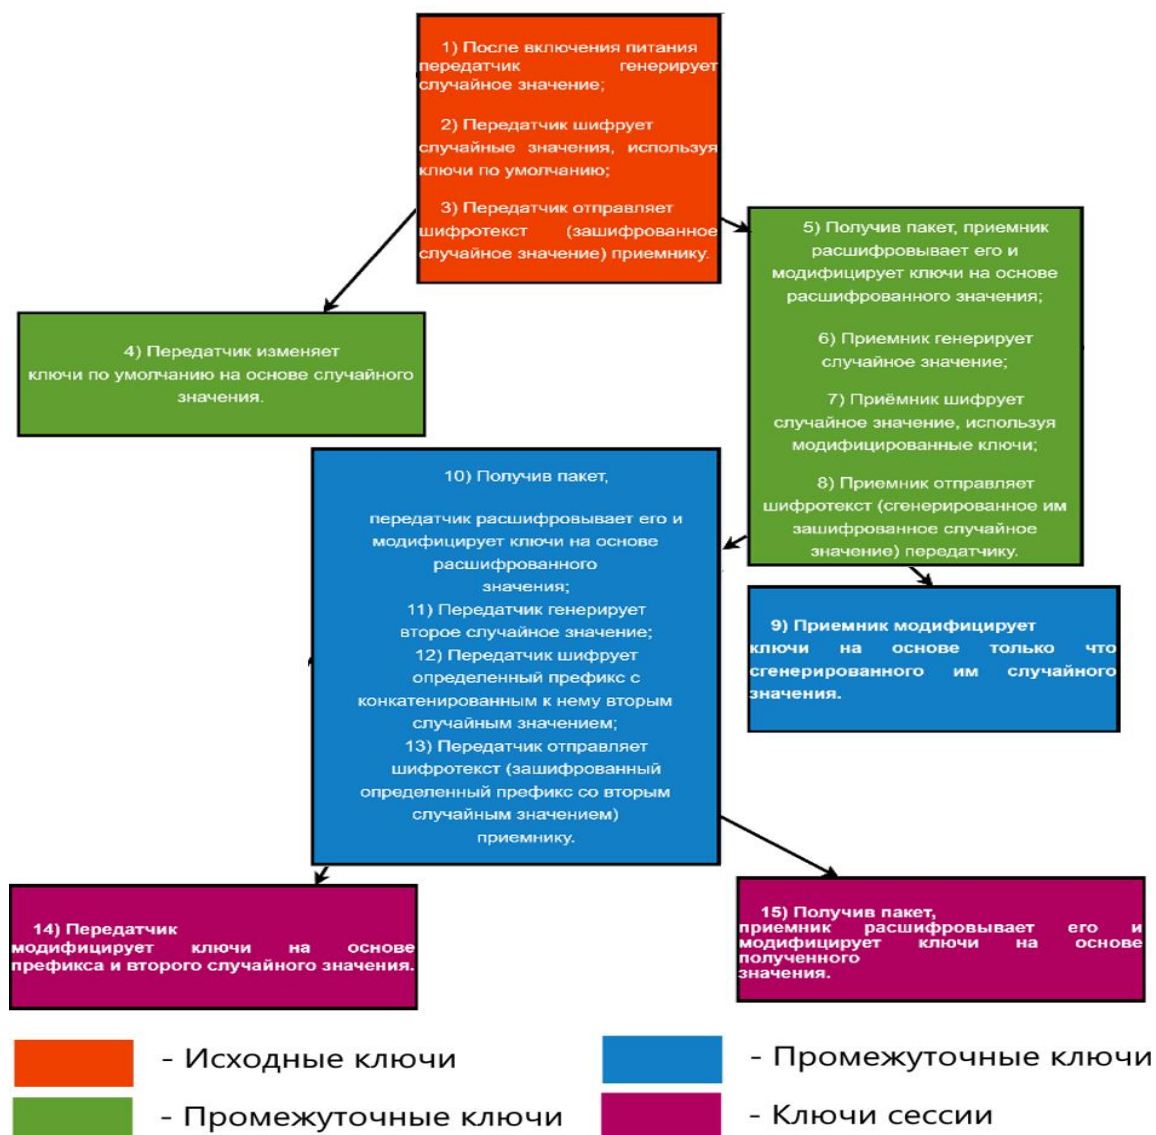 1) После включения питания
передатчик генерирует
случайное значение;
2) Передатчик шифрует
случайные значения, используя
ключи по умолчанию;
3) Передатчик отправляет
шифротекст (зашифрованное
случайное значение) приемнику.
4) Передатчик изменяет
ключи по умолчанию на основе случайного
значения.
5) Получив пакет, приемник
расшифровывает его и
модифицирует ключи на основе
расшифрованного значения;
6) Приемник генерирует
случайное значение;
7) Приёмник шифрует
случайное значение, используя
модифицированные ключи;
8) Приемник отправляет
шифротекст (сгенерированное им
зашифрованное случайное
значение) передатчику.
9) Приемник модифицирует
ключи на основе только что
сгенерированного им случайного
значения.
10) Получив пакет,
передатчик расшифровывает его и
модифицирует ключи на основе
расшифрованного
значения;
11) Передатчик генерирует
второе случайное значение;
12) Передатчик шифрует
определенный префикс с
конкатенированным к нему вторым
случайным значением;
13) Передатчик отправляет
шифротекст (зашифрованный
определенный префикс со вторым
случайным значением)
приемнику.
14) Передатчик
модифицирует ключи на основе
префикса и второго случайного значения.
15) Получив пакет,
приемник расшифровывает его и
модифицирует ключи на основе
полученного
значения.
- Исходные ключи
- Промежуточные ключи
- Промежуточные ключи
- Ключи сессии